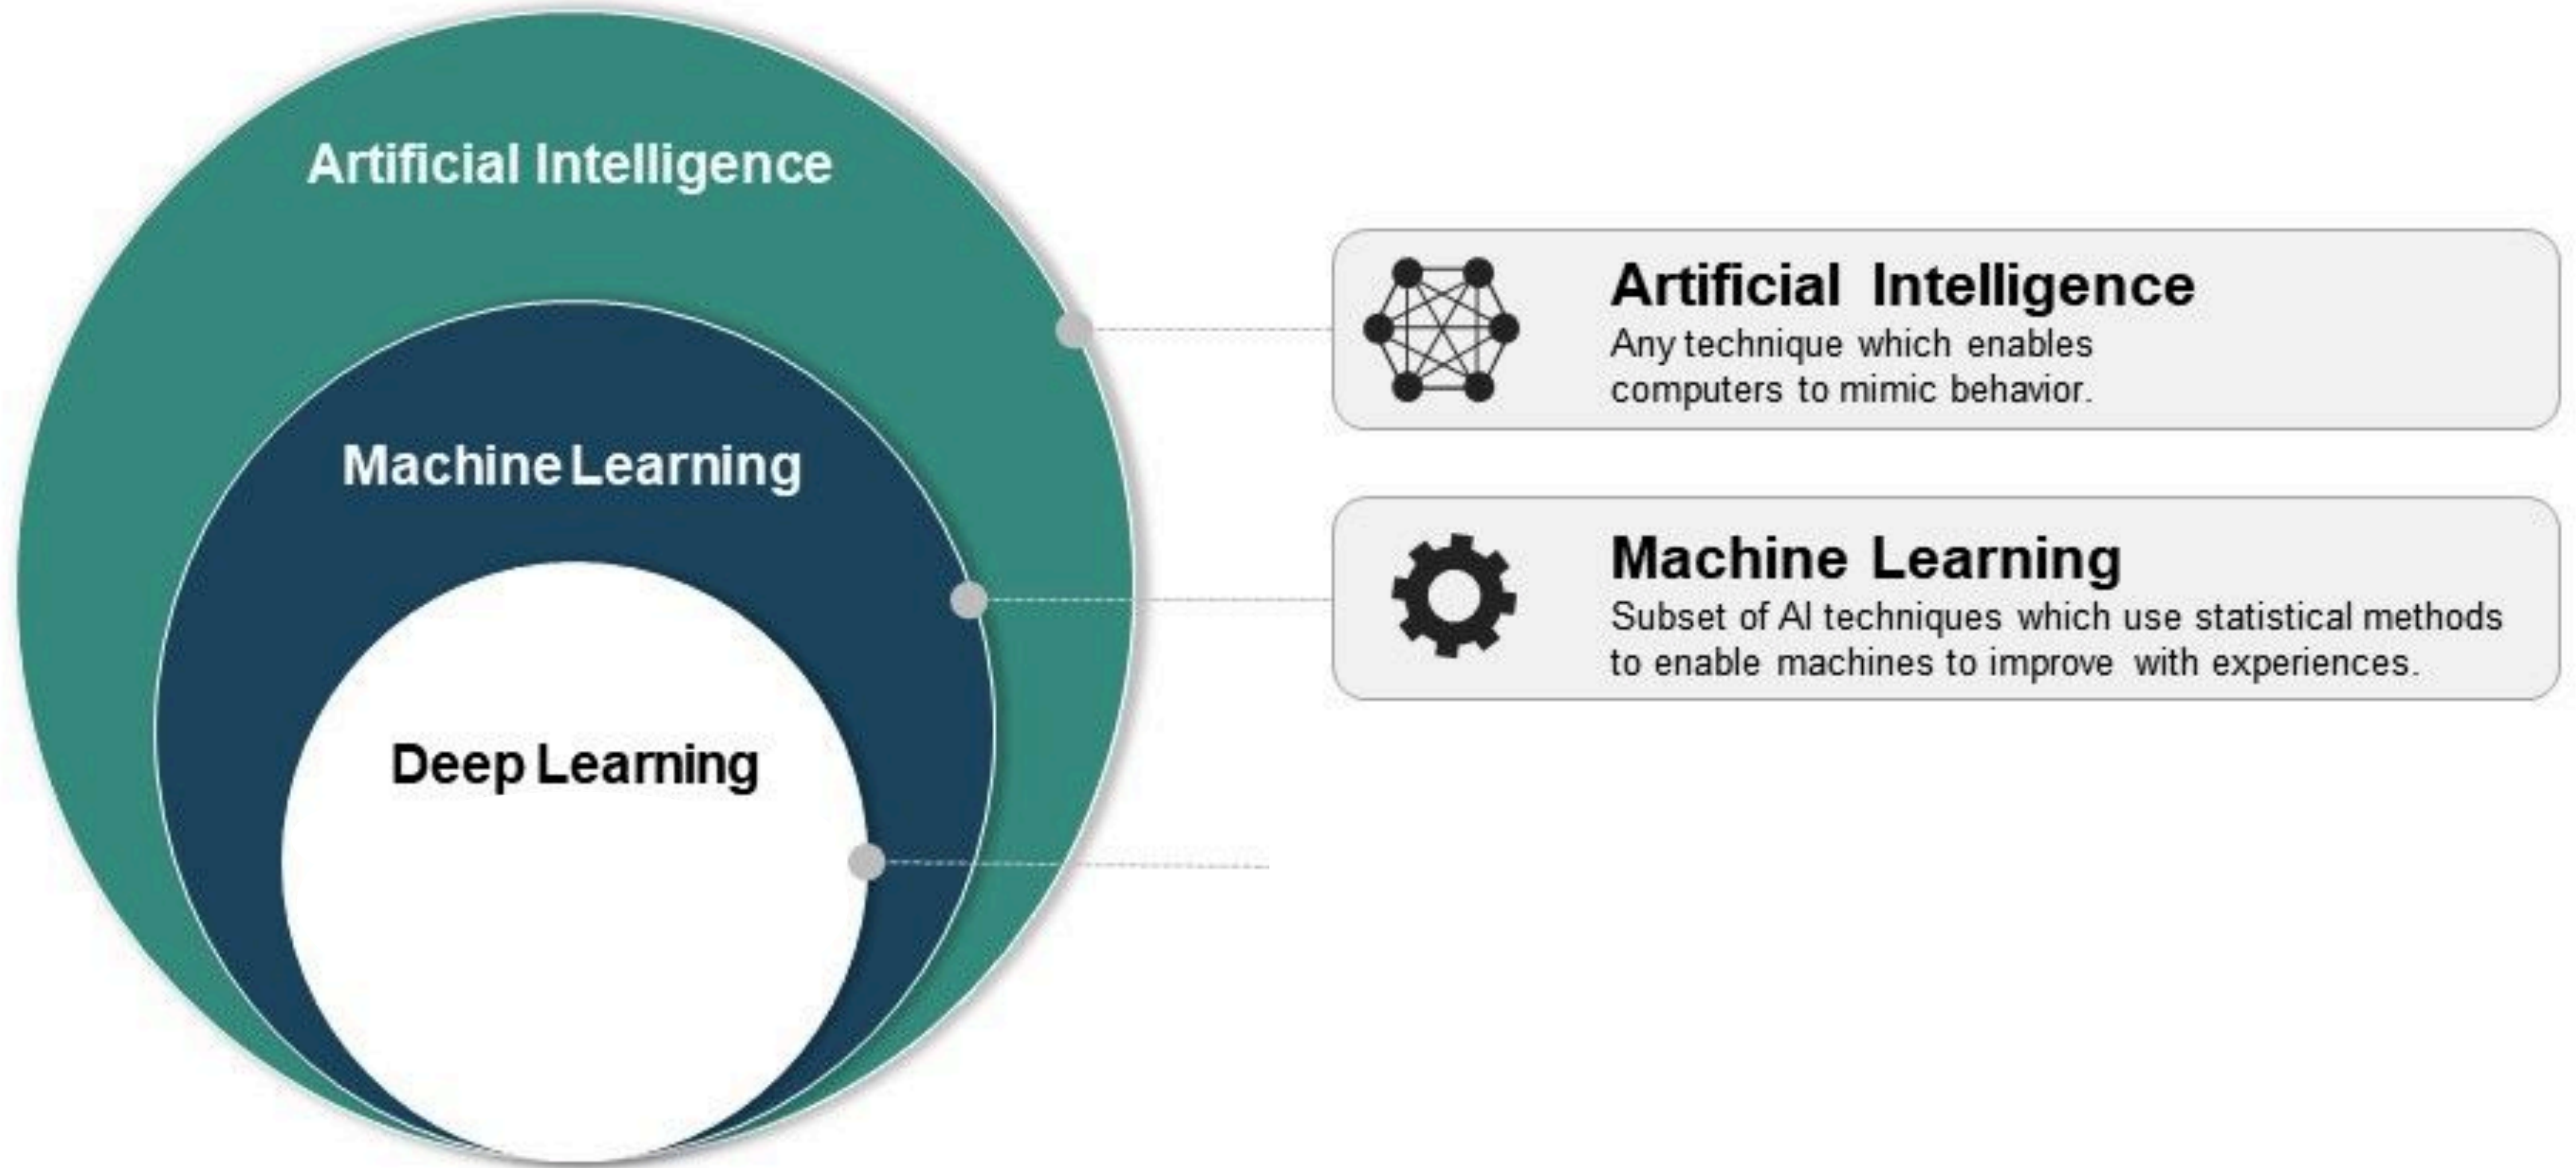 Artificial Intelligence
Machine Learning
Deep Learning
Artificial Intelligence
Any technique which enables
computers to mimic behavior.
Machine Learning
Subset of AI techniques which use statistical methods
to enable machines to improve with experiences.